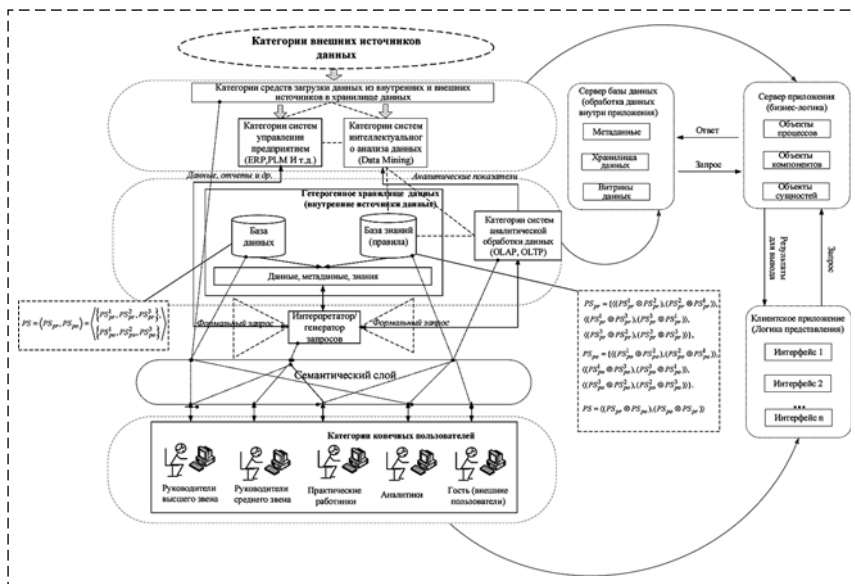 Категории внешних источников
данных
Категории средств загрузки данных из внутренних и внешних
источников в хранилище данных
Категории систем
управления
предприятием
(ERP,PLM И т.д.)
Категории систем
интеллектуальног
о анализа данных
(Data Mining)
Данные, отчеты и др.
Аналитические показатели
Гетерогенное хранилище данных
(внутренние источники данных)
База
данных
База знаний
(правила)
Категории систем
аналитической
обработки данных
(OLAP, OLTP)
Данные, метаданные, знания
Формальный запрос
Интерпретатор/
генератор
запросов
Формальный запрос
Семантический слой
Категории конечных пользователей
Руководители
высшего звена
Руководители
среднего звена
Практические
работники
Аналитики
Гость (внешние
пользователи)
Сервер базы данных
(обработка данных
внутри приложения)
Метаданные
Хранилища
данных
Витрины
данных
Ответ
Запрос
Сервер приложения
(бизнес-логика)
Объекты
процессов
Объекты
компонентов
Объекты
сущностей
Результаты
для вывода
Запрос
Клиентское приложение
(Логика представления)
Интерфейс 1
Интерфейс 2
...
Интерфейс n
PS = ((PS_pr ⊗ PS_pa),(PS_pa ⊗ PS_pr))